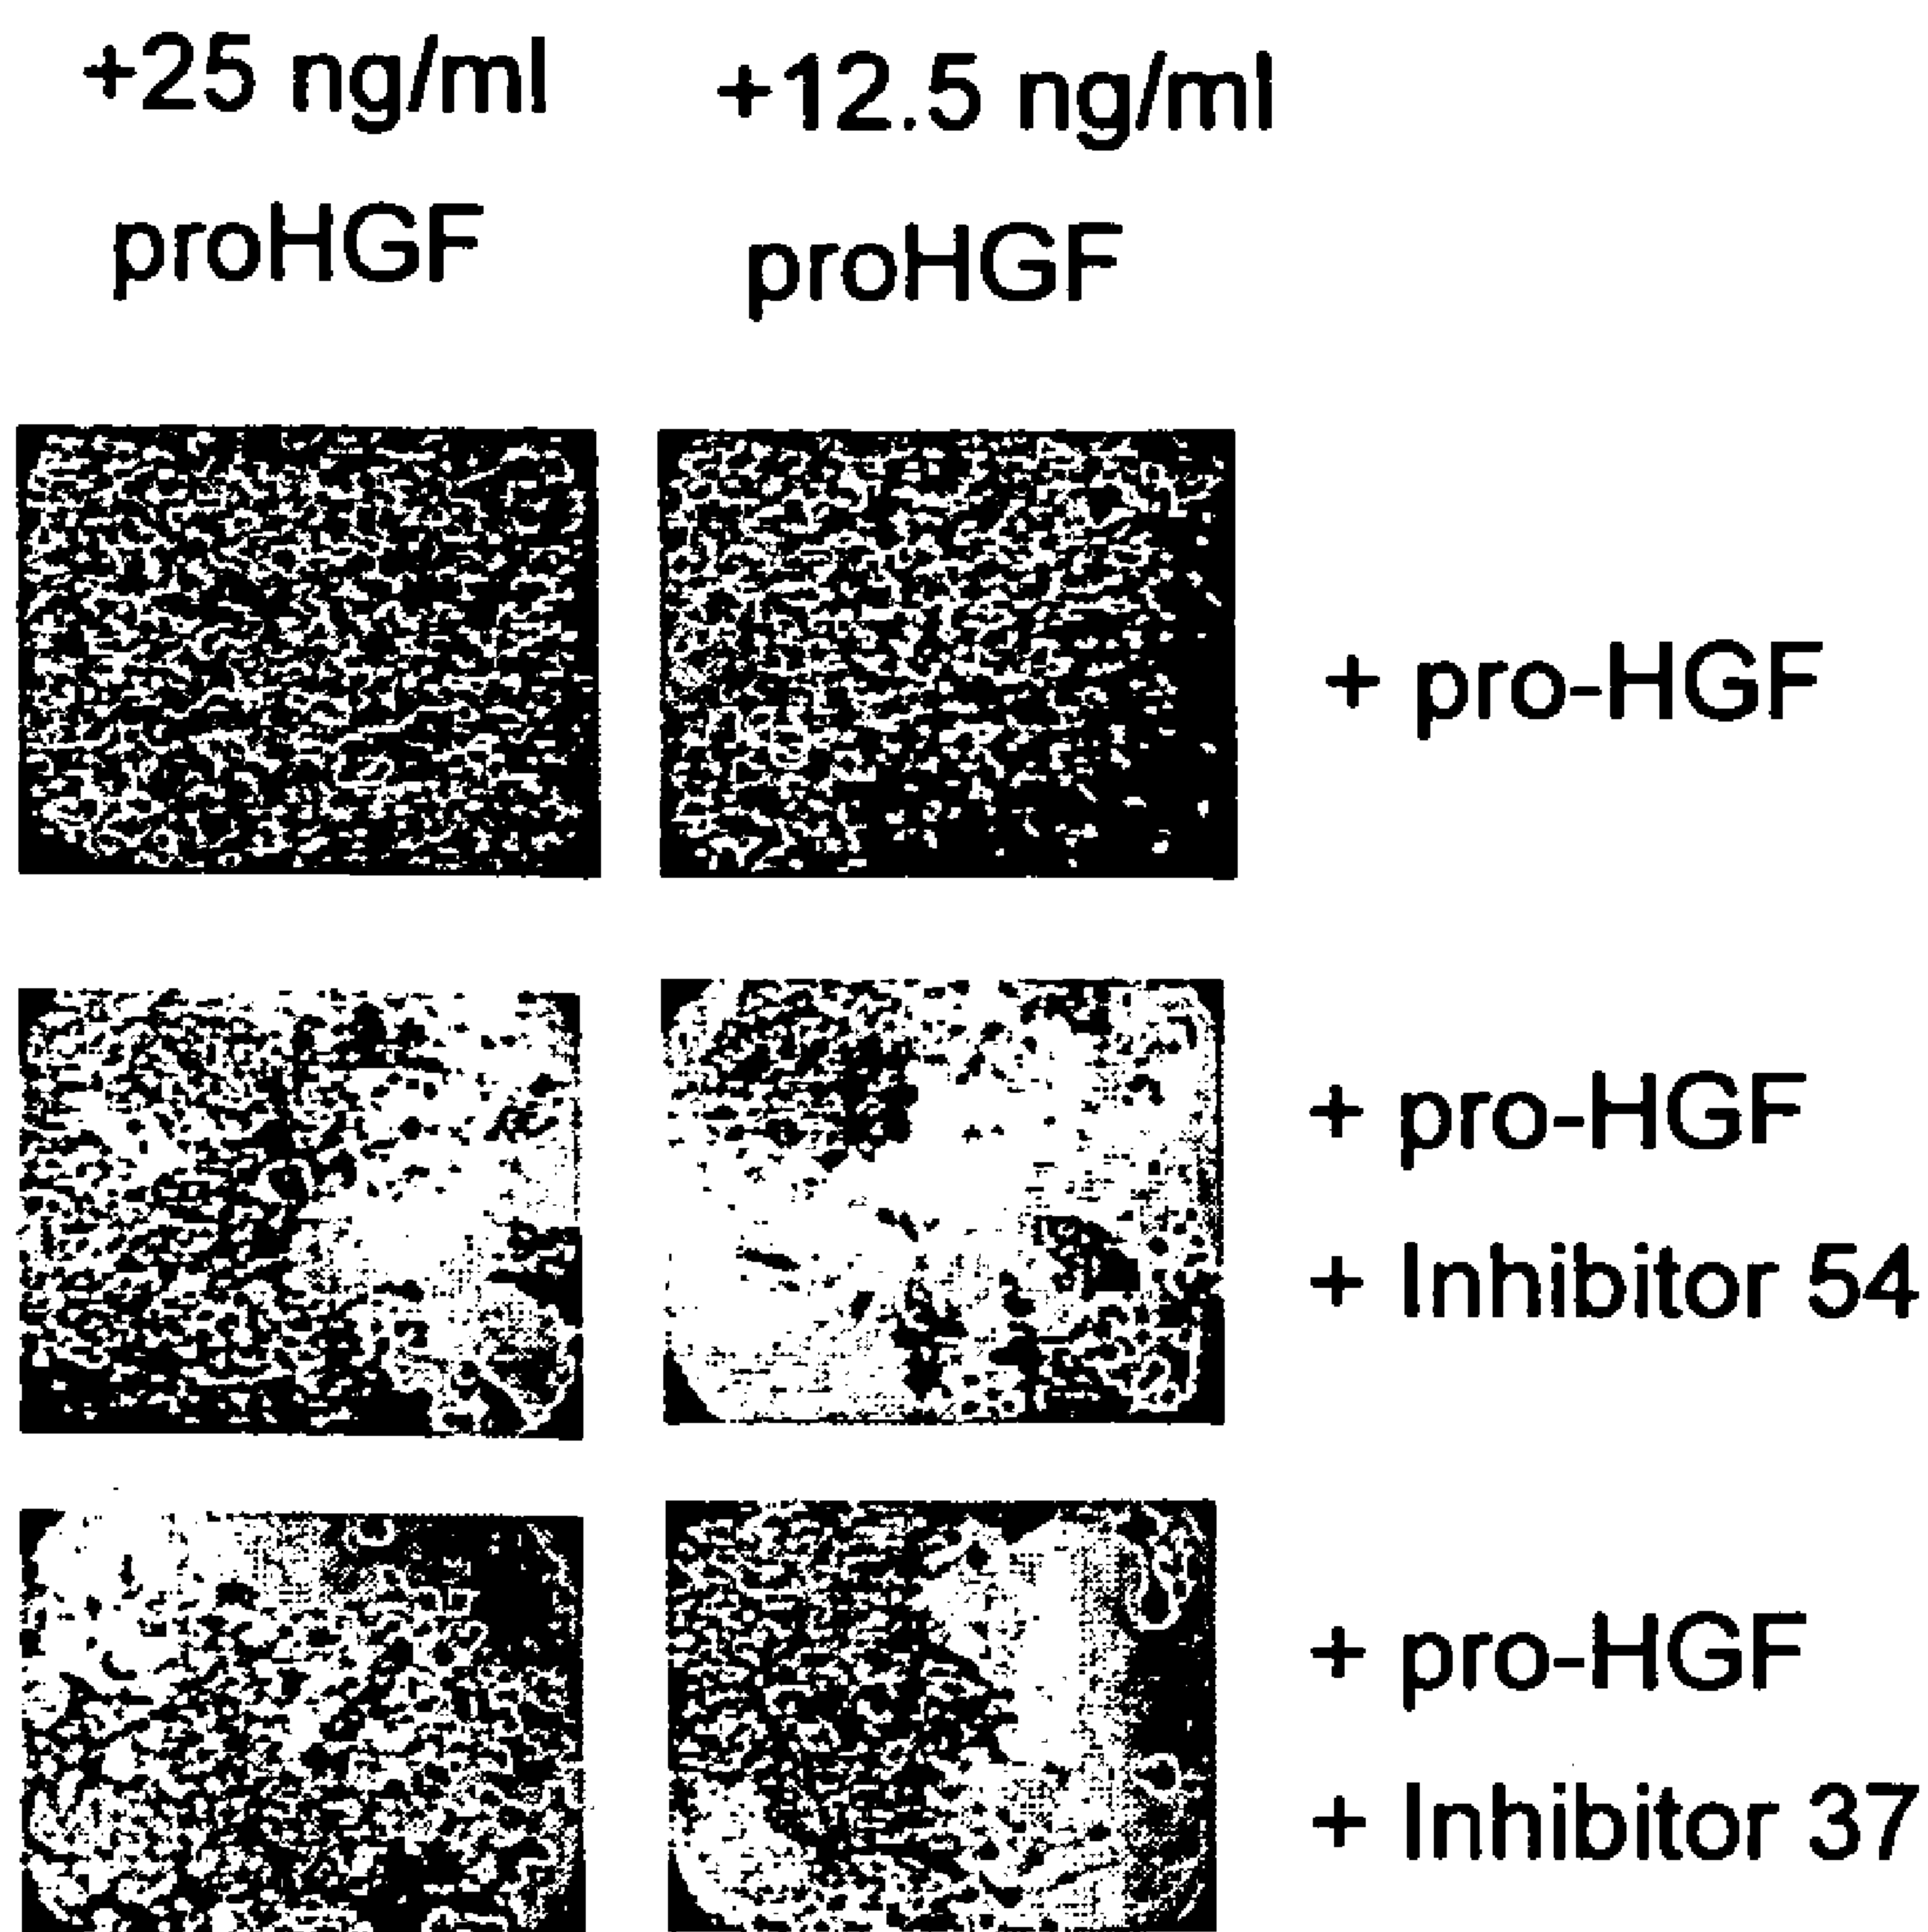 +25 ng/ml
proHGF
+12.5 ng/ml
proHGF
+ pro-HGF
+ pro-HGF
+ Inhibitor 54
+ pro-HGF
+ Inhibitor 37